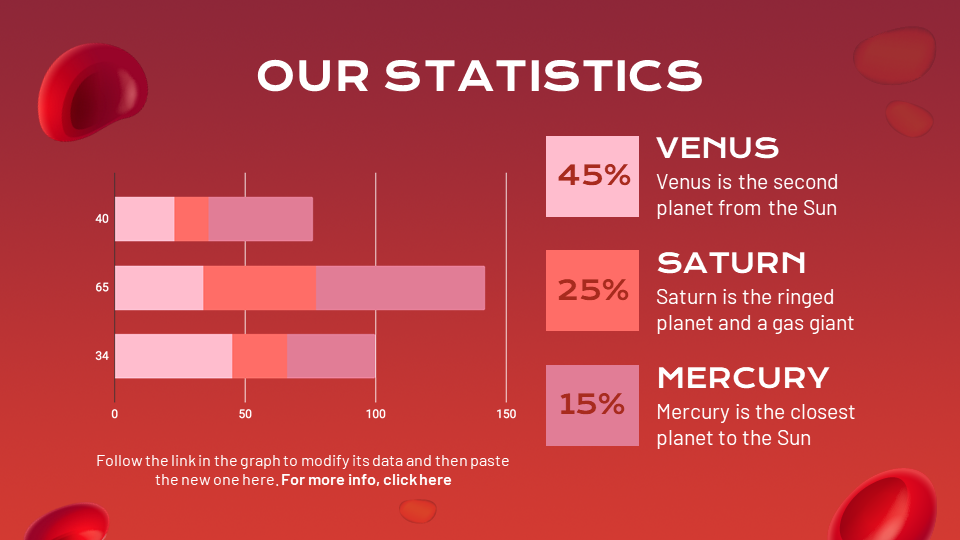 OUR STATISTICS
40
65
34
0 50 100 150
Follow the link in the graph to modify its data and then paste
the new one here. For more info, click here
45%
VENUS
Venus is the second
planet from the Sun
25%
SATURN
Saturn is the ringed
planet and a gas giant
15%
MERCURY
Mercury is the closest
planet to the Sun